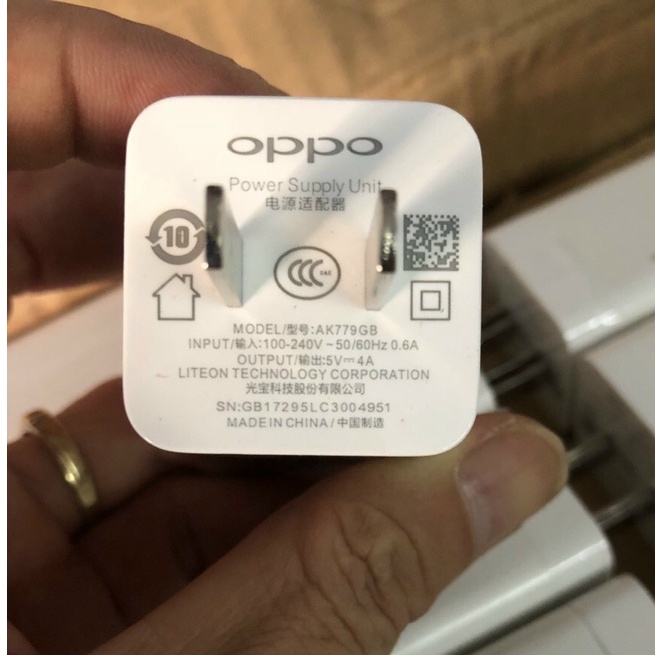 oppo
Power Supply Unit
电源适配器
10
CCC S&E
MODEL/型号:AK779GB
INPUT/输入:100-240V~50/60Hz 0.6A
OUTPUT/输出:5V⎓4A
LITEON TECHNOLOGY CORPORATION
光宝科技股份有限公司
SN:GB17295LC3004951
MADE IN CHINA/中国制造